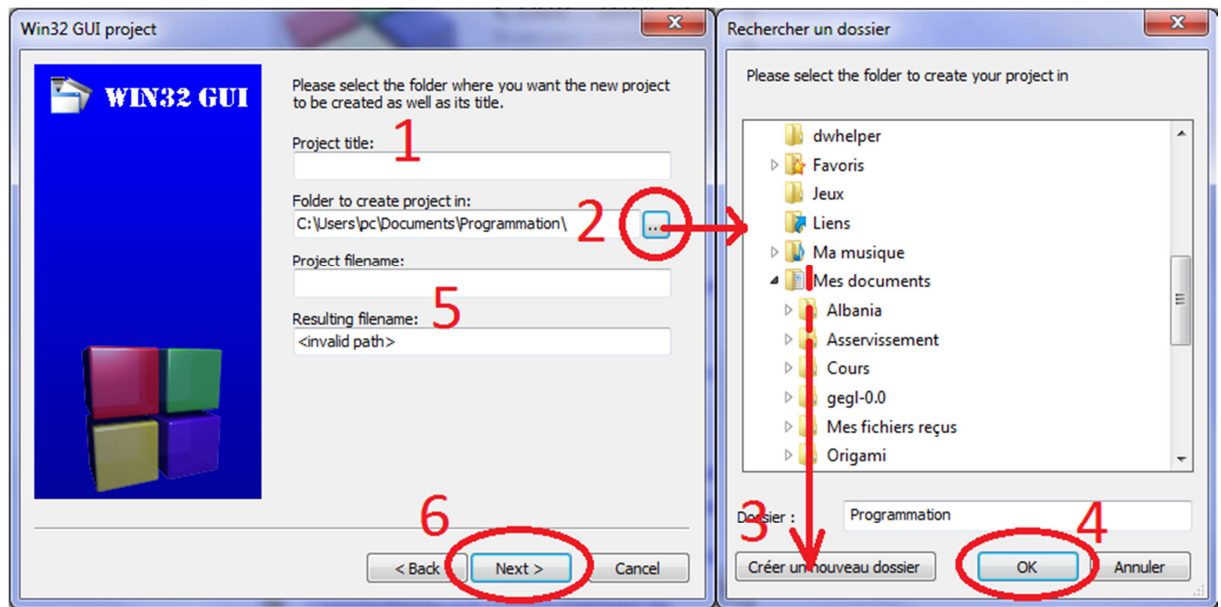 Win32 GUI project
WIN32 GUI
Please select the folder where you want the new project
to be created as well as its title.
Project title:
1
Folder to create project in:
C:\Users\pc\Documents\Programmation\
2
...
Project filename:
5
Resulting filename:
<invalid path>
6
< Back
Next >
Cancel
Rechercher un dossier
Please select the folder to create your project in
dwhelper
Favoris
Jeux
Liens
Ma musique
Mes documents
Albania
Asservissement
Cours
gegl-0.0
Mes fichiers reçus
Origami
Dossier :
Programmation
3
4
Créer un nouveau dossier
OK
Annuler